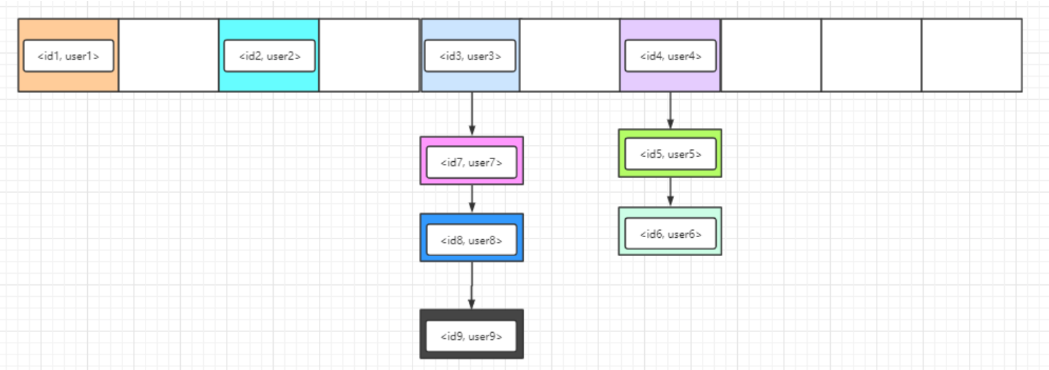 <id1, user1>
<id2, user2>
<id3, user3>
<id4, user4>
<id7, user7>
<id5, user5>
<id8, user8>
<id6, user6>
<id9, user9>